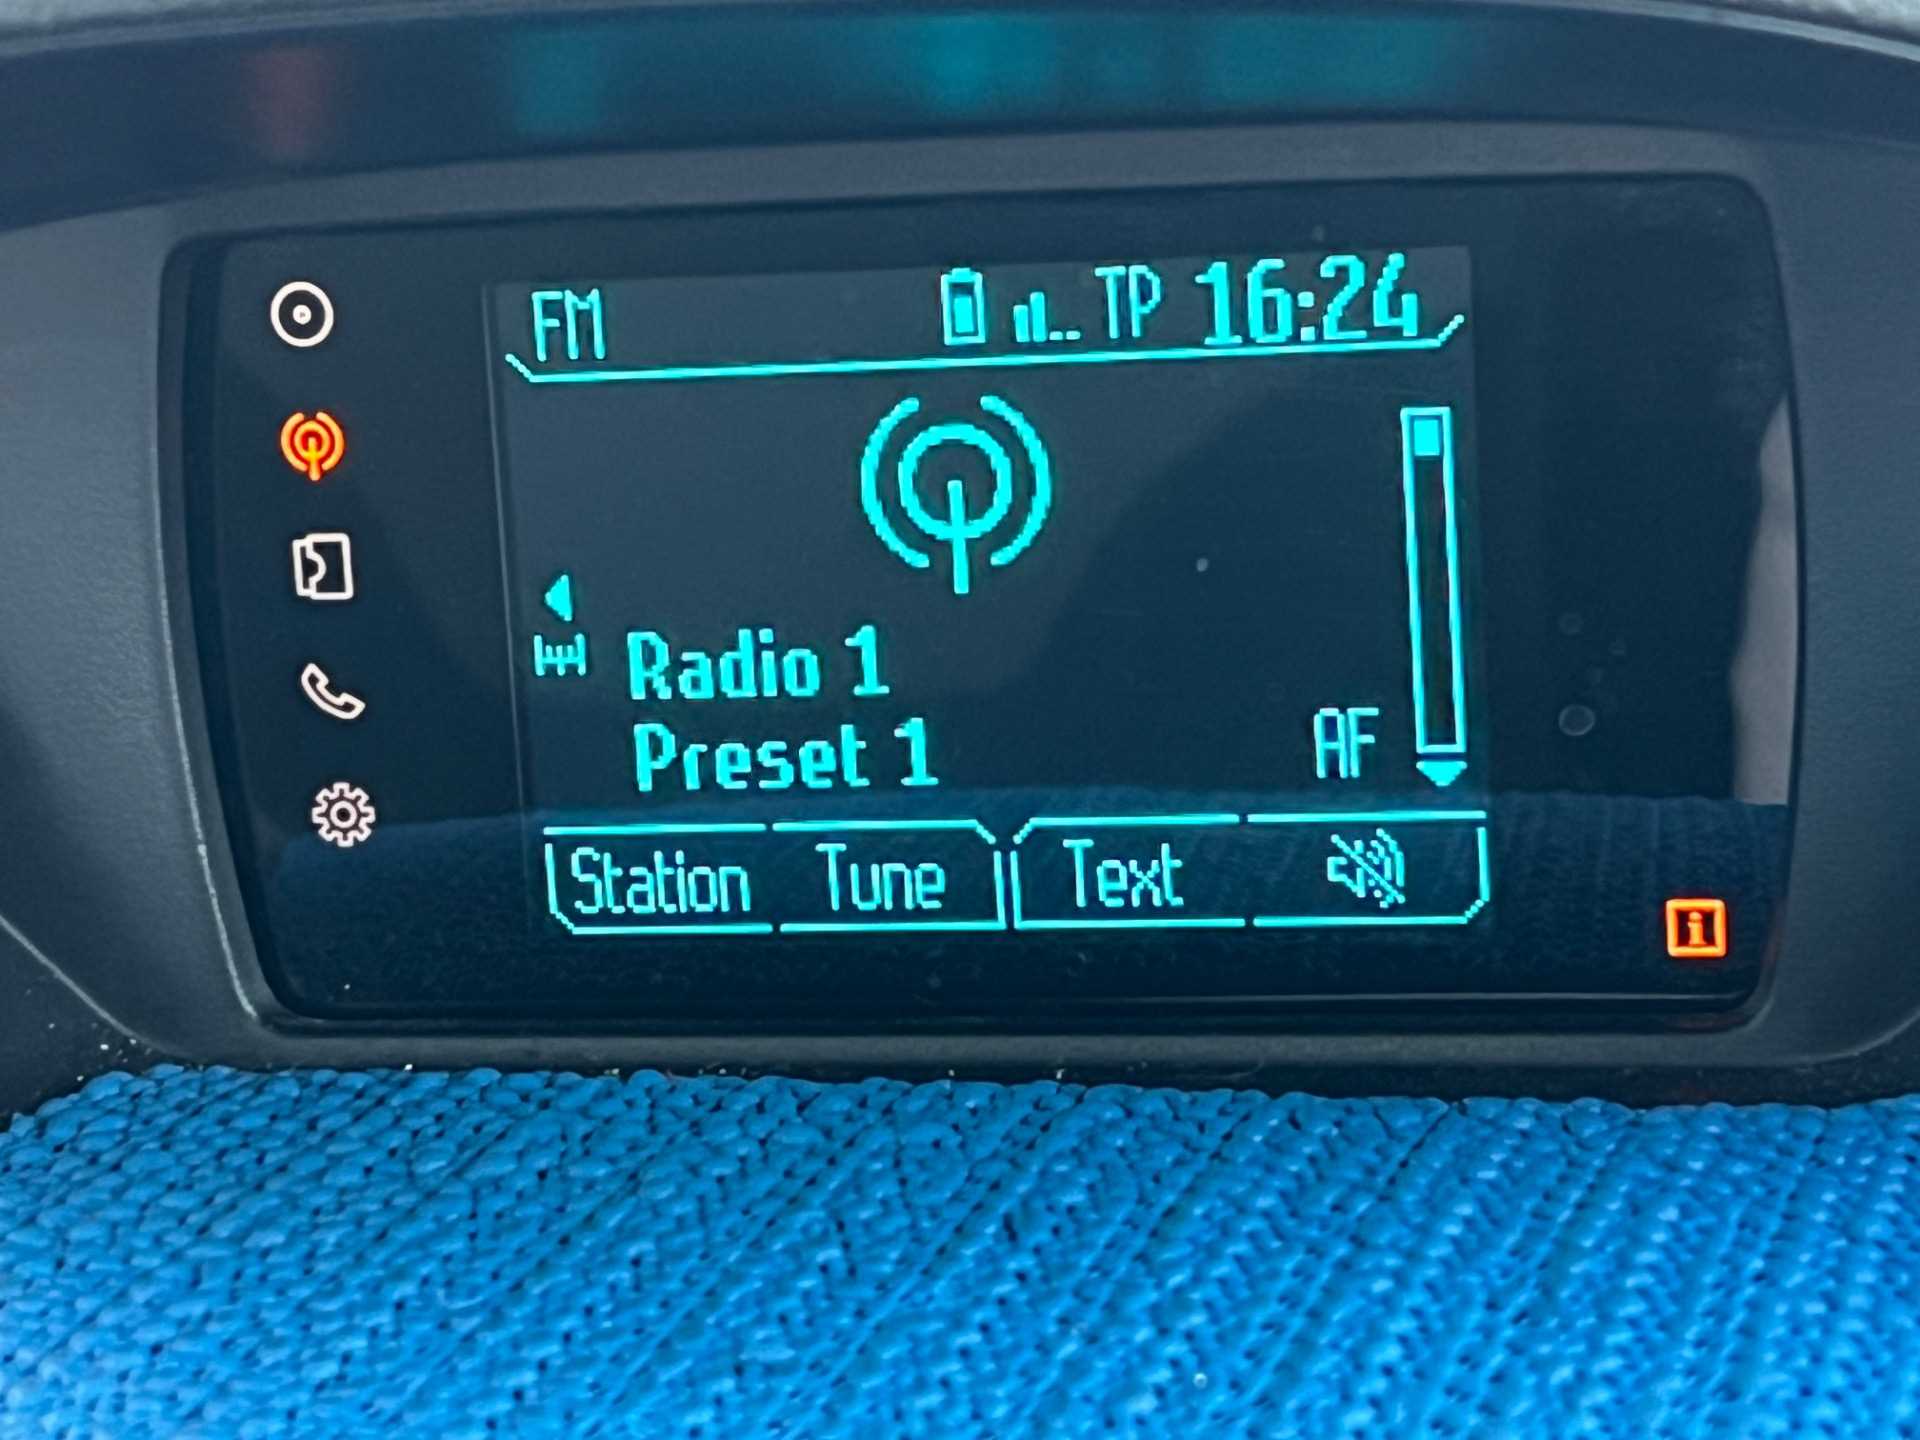 FM TP 16:24
Radio 1
Preset 1 AF
Station Tune Text
i